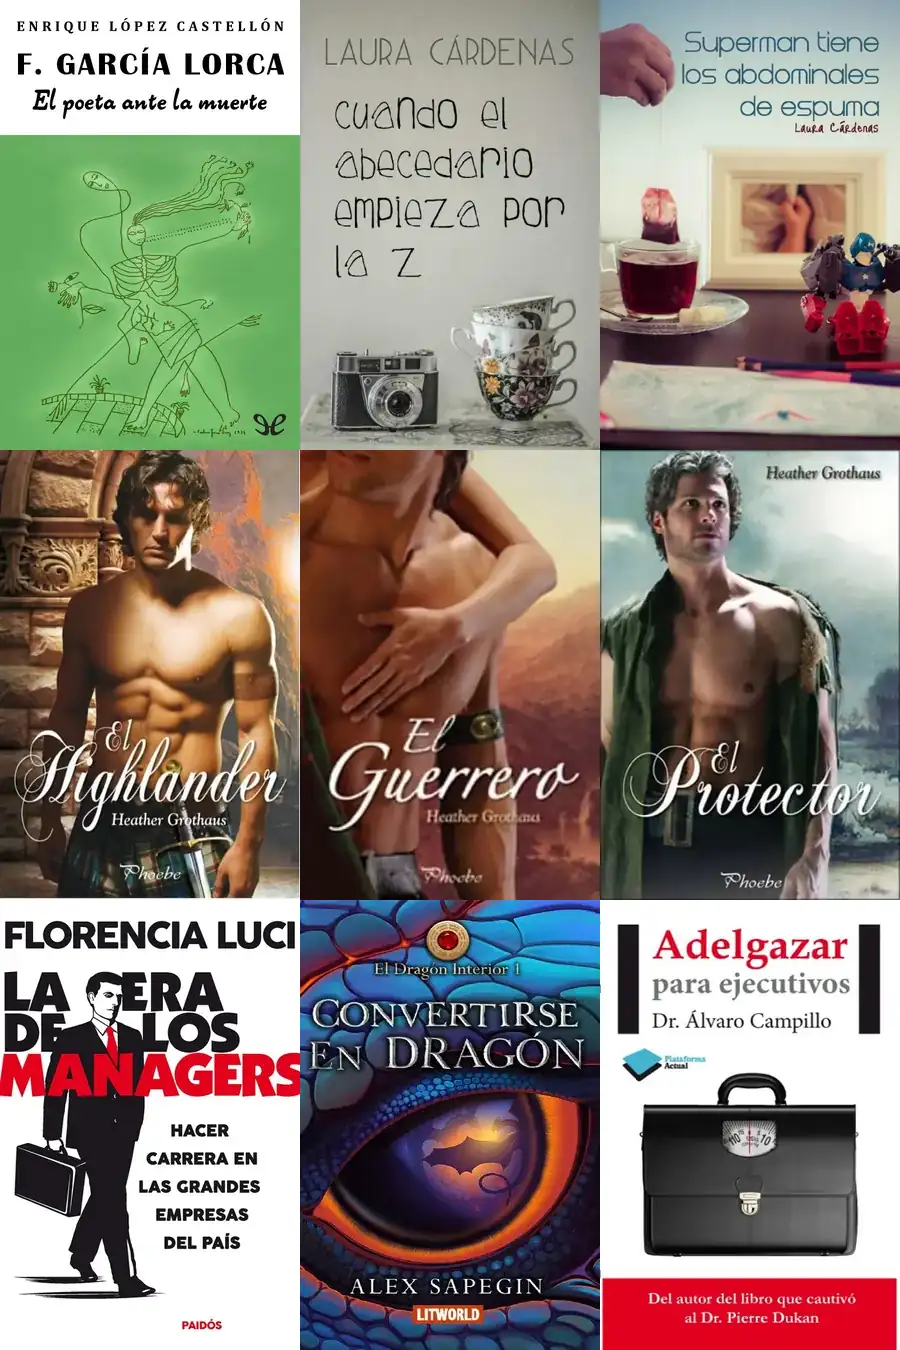 ENRIQUE LÓPEZ CASTELLÓN
F. GARCÍA LORCA
El poeta ante la muerte
LAURA CÁRDENAS
cuando el
abecedario
empieza por
la z
Superman tiene
los abdominales
de espuma
Laura Cárdenas
El
Highlander
Heather Grothaus
Phoebe
El
Guerrero
Heather Grothaus
Phoebe
Heather Grothaus
El
Protector
Phoebe
FLORENCIA LUCI
LA ERA
DE LOS
MANAGERS
HACER
CARRERA EN
LAS GRANDES
EMPRESAS
DEL PAÍS
PAIDÓS
El Dragón Interior 1
CONVERTIRSE
EN DRAGÓN
ALEX SAPEGIN
LITWORLD
Adelgazar
para ejecutivos
Dr. Álvaro Campillo
Plataforma
Actual
Del autor del libro que cautivó
al Dr. Pierre Dukan